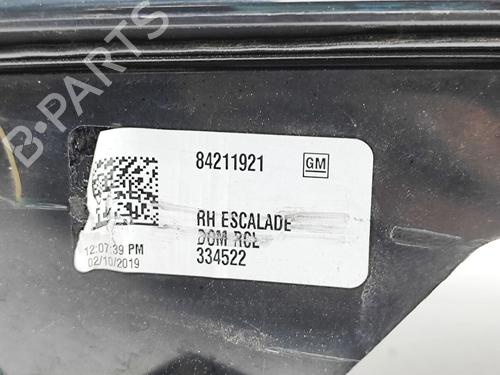 84211921
GM
RH ESCALADE
DOM RCL
334522
12:07:39 PM
02/10/2019
B-PARTS